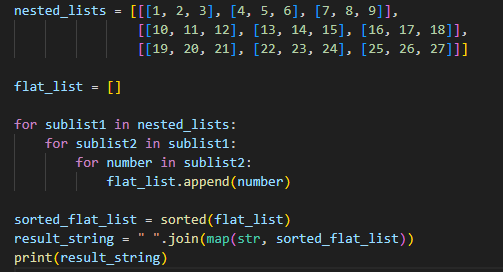 nested_lists = [[[1, 2, 3], [4, 5, 6], [7, 8, 9]],
                [[10, 11, 12], [13, 14, 15], [16, 17, 18]],
                [[19, 20, 21], [22, 23, 24], [25, 26, 27]]]

flat_list = []

for sublist1 in nested_lists:
    for sublist2 in sublist1:
        for number in sublist2:
            flat_list.append(number)

sorted_flat_list = sorted(flat_list)
result_string = " ".join(map(str, sorted_flat_list))
print(result_string)